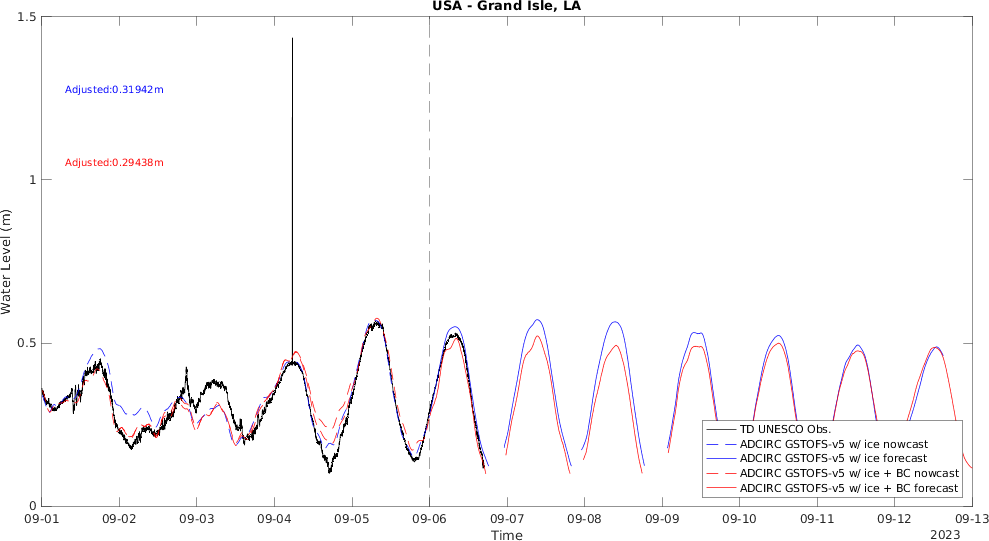 USA - Grand Isle, LA
1.5
Adjusted:0.31942m
Adjusted:0.29438m
1
0.5
0
Water Level (m)
TD UNESCO Obs.
ADCIRC GSTOFS-v5 w/ ice nowcast
ADCIRC GSTOFS-v5 w/ ice forecast
ADCIRC GSTOFS-v5 w/ ice + BC nowcast
ADCIRC GSTOFS-v5 w/ ice + BC forecast
09-01 09-02 09-03 09-04 09-05 09-06 09-07 09-08 09-09 09-10 09-11 09-12 09-13
Time
2023